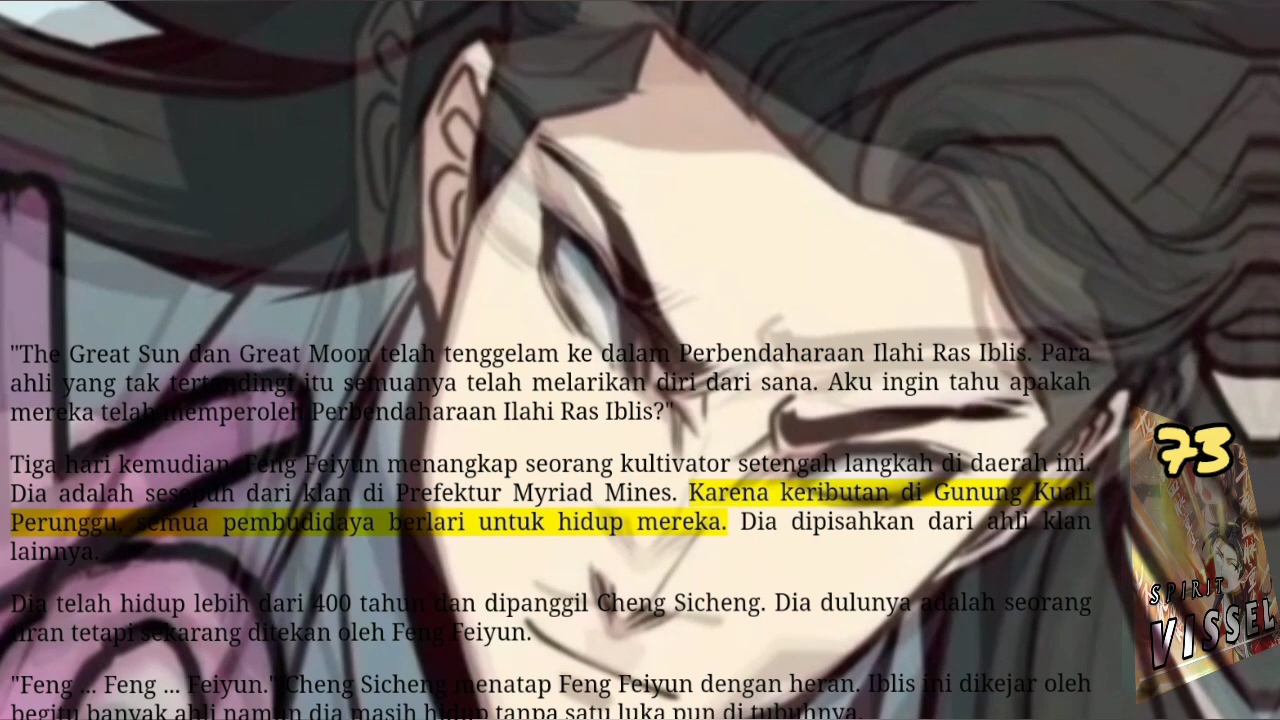 "The Great Sun dan Great Moon telah tenggelam ke dalam Perbendaharaan Ilahi Ras Iblis. Para
ahli yang tak tertandingi itu semuanya telah melarikan diri dari sana. Aku ingin tahu apakah
mereka telah memperoleh Perbendaharaan Ilahi Ras Iblis?"
Tiga hari kemudian, Feng Feiyun menangkap seorang kultivator setengah langkah di daerah ini.
Dia adalah sesepuh dari klan di Prefektur Myriad Mines. Karena keributan di Gunung Kuali
Perunggu, semua pembudidaya berlari untuk hidup mereka. Dia dipisahkan dari ahli klan
lainnya.
Dia telah hidup lebih dari 400 tahun dan dipanggil Cheng Sicheng. Dia dulunya adalah seorang
tiran tetapi sekarang ditekan oleh Feng Feiyun.
"Feng ... Feng ... Feiyun." Cheng Sicheng menatap Feng Feiyun dengan heran. Iblis ini dikejar oleh
begitu banyak ahli namun dia masih hidup tanpa satu luka pun di tubuhnya.
73
SPIRIT
VISSEL